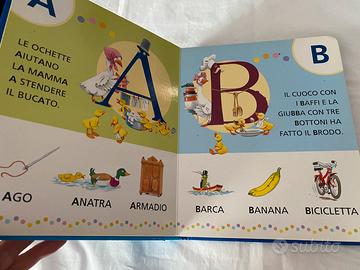 A
LE OCHETTE
AIUTANO
LA MAMMA
A STENDERE
IL BUCATO.
A
AGO
ANATRA
ARMADIO
B
B
IL CUOCO CON
I BAFFI E LA
GIUBBA CON TRE
BOTTONI HA
FATTO IL BRODO.
BARCA
BANANA
BICICLETTA
subito